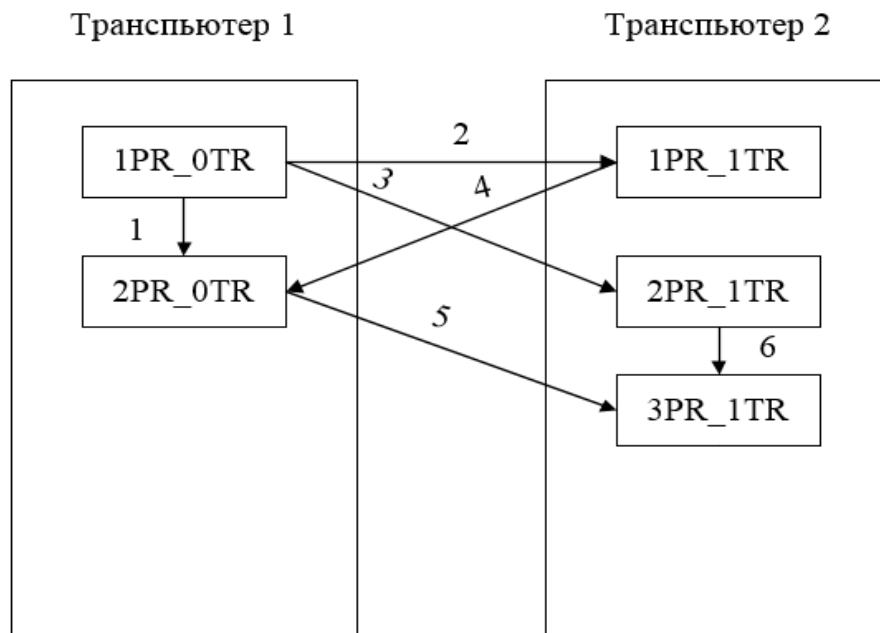 Транспьютер 1
Транспьютер 2
1PR_0TR
2
1PR_1TR
3
4
1
2PR_0TR
2PR_1TR
5
6
3PR_1TR